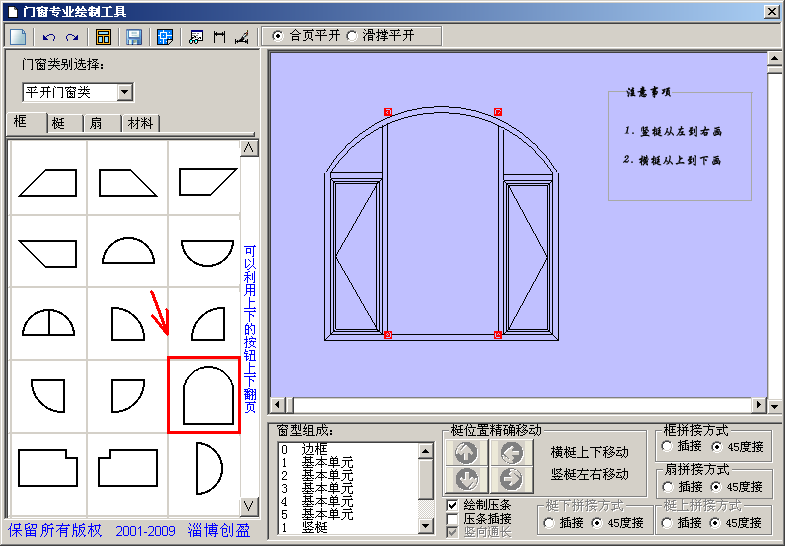 门窗专业绘制工具
合页平开 滑撑平开
门窗类别选择：
平开门窗类
框 梃 扇 材料
可以利用上下的按钮上下翻页
注意事项
1. 竖梃从左到右画
2. 横梃从上到下画
保留所有版权 2001-2009 淄博创盈
窗型组成：
0 边框
1 基本单元
2 基本单元
3 基本单元
4 基本单元
5 基本单元
1 竖梃
梃位置精确移动
横梃上下移动
竖梃左右移动
绘制压条
压条插接
竖向通长
框拼接方式
插接 45度接
扇拼接方式
插接 45度接
梃下拼接方式
插接 45度接
梃上拼接方式
插接 45度接